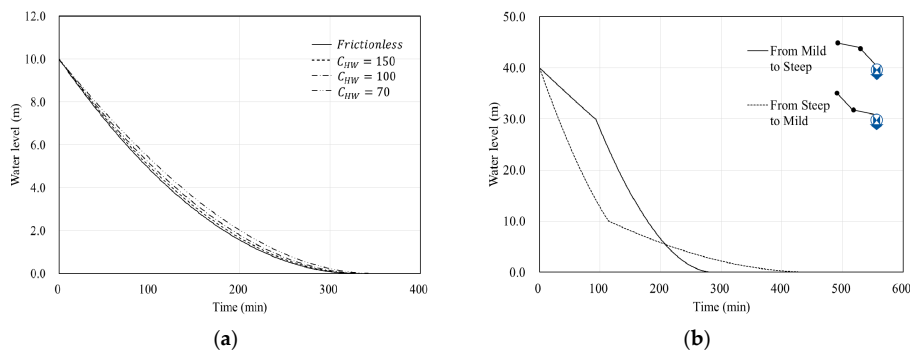 12.0
10.0
8.0
6.0
4.0
2.0
0.0
Water level (m)
0
100
200
300
400
Time (min)
Frictionless
C_HW = 150
C_HW = 100
C_HW = 70
(a)
50.0
40.0
30.0
20.0
10.0
0.0
Water level (m)
0
100
200
300
400
500
600
Time (min)
From Mild
to Steep
From Steep
to Mild
(b)